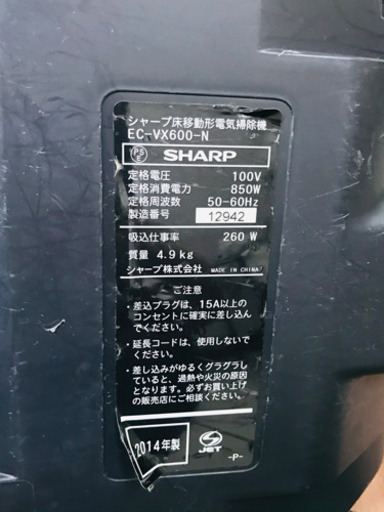 シャープ床移動形電気掃除機
EC-VX600-N
PS E SHARP
定格電圧 100V
定格消費電力 850W
定格周波数 50-60Hz
製造番号 12942
吸込仕事率 260 W
質量 4.9kg
シャープ株式会社 MADE IN CHINA
ご注意
・差込プラグは、15A以上の
コンセントに確実に差し込ん
でください。
・延長コードは、使用しないで
ください。
・差し込みがゆるくグラグラし
ていると、過熱や火災の原因
となります。必ずお買い上げ
の販売店にご相談ください。
2014年製 JET -P-